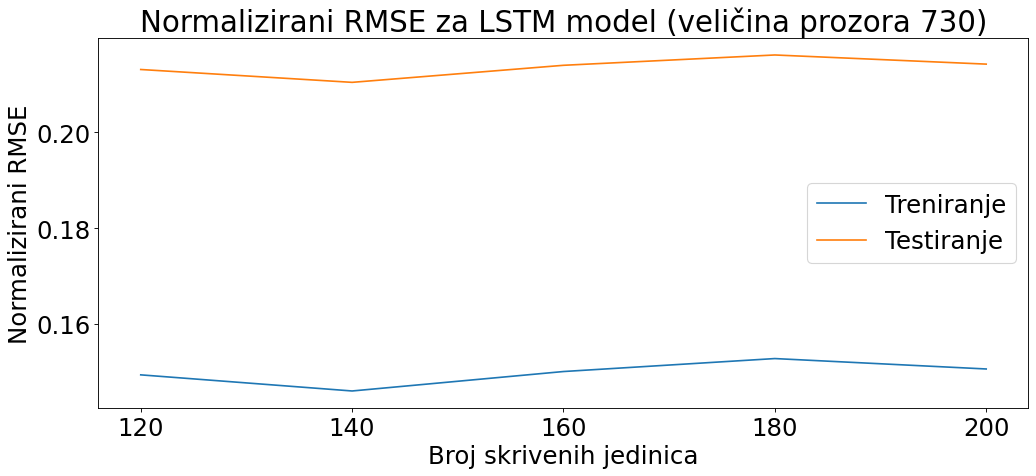 Normalizirani RMSE za LSTM model (veličina prozora 730)
Normalizirani RMSE
0.20
0.18
0.16
Treniranje
Testiranje
120 140 160 180 200
Broj skrivenih jedinica